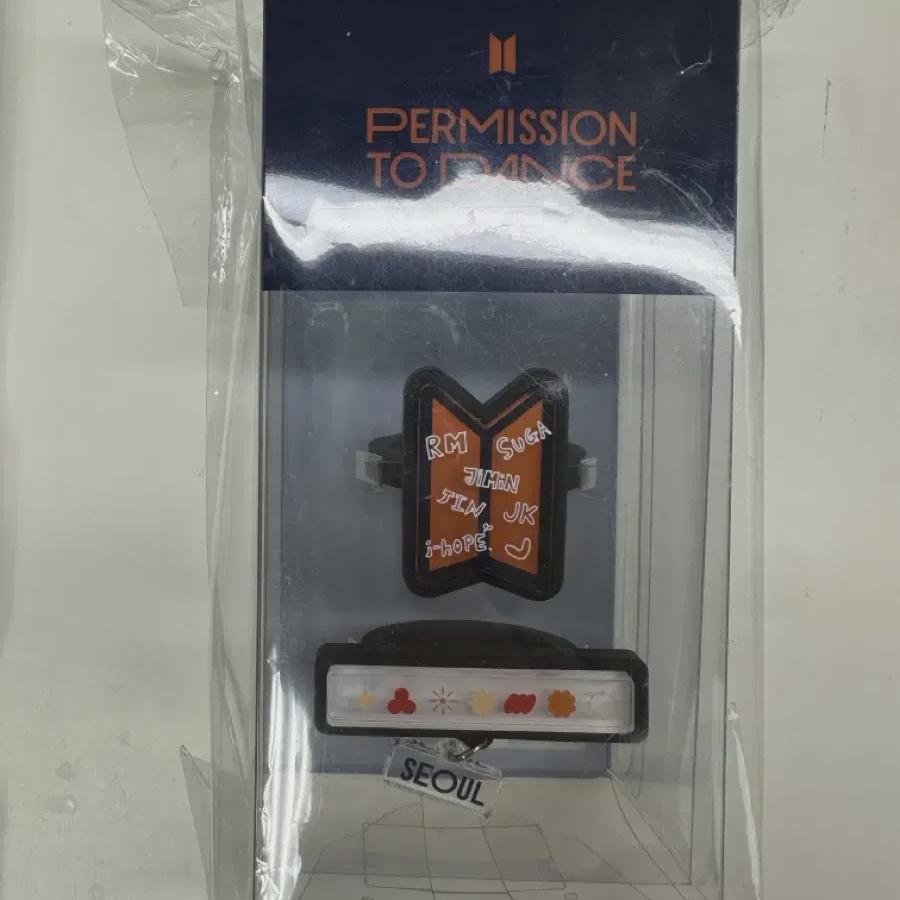 PERMISSION
TO DANCE
RM SUGA
JiMiN
JIN JK
j-hoPE.
SEOUL